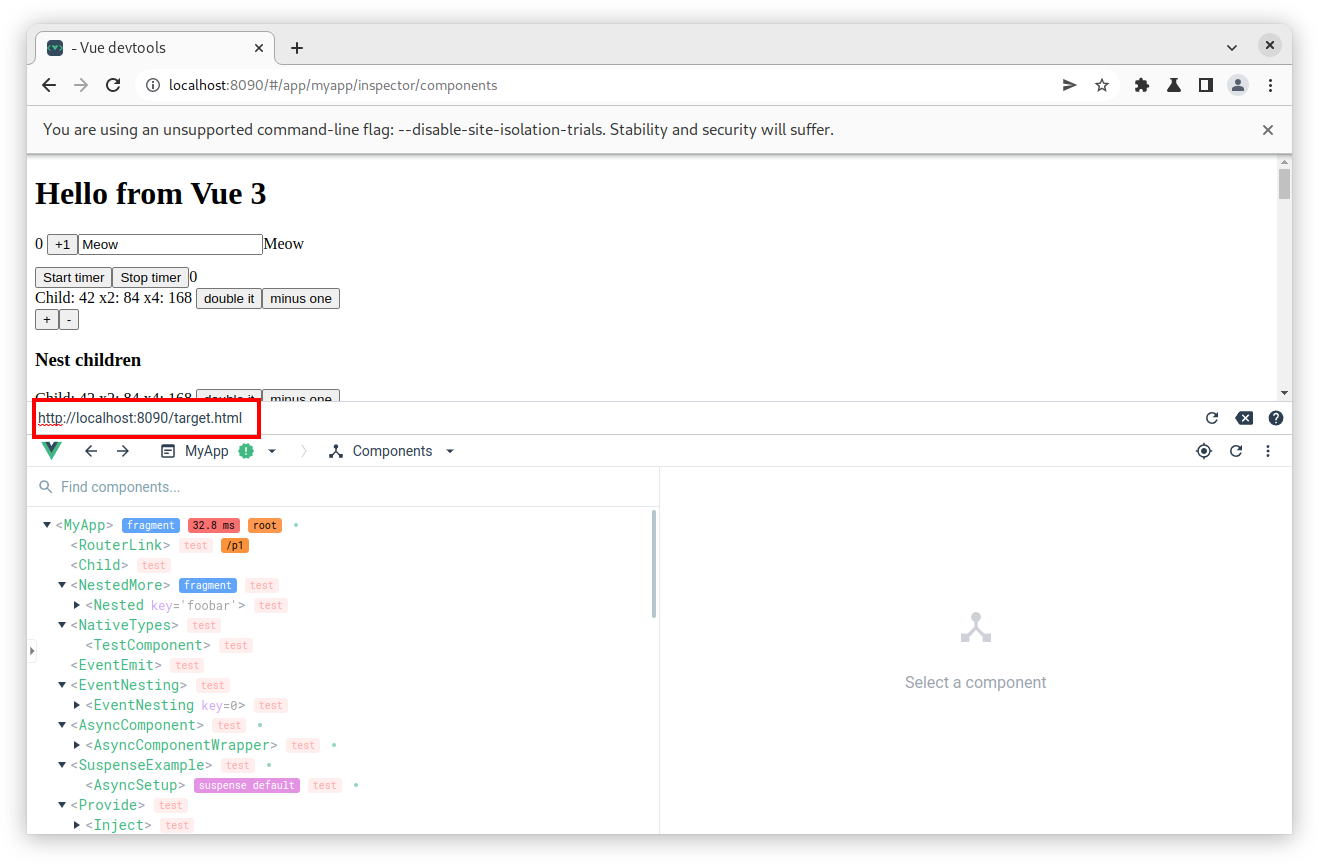 - Vue devtools
localhost:8090/#/app/myapp/inspector/components
You are using an unsupported command-line flag: --disable-site-isolation-trials. Stability and security will suffer.
Hello from Vue 3
0 +1 Meow Meow
Start timer Stop timer 0
Child: 42 x2: 84 x4: 168 double it minus one
+ -
Nest children
Child: 42 x2: 84 x4: 168 double it minus one
http://localhost:8090/target.html
MyApp Components
Find components...
<MyApp> fragment 32.8 ms root
<RouterLink> test /p1
<Child> test
<NestedMore> fragment test
<Nested key='foobar'> test
<NativeTypes> test
<TestComponent> test
<EventEmit> test
<EventNesting> test
<EventNesting key=0> test
<AsyncComponent> test
<AsyncComponentWrapper> test
<SuspenseExample> test
<AsyncSetup> suspense default test
<Provide> test
<Inject> test
Select a component